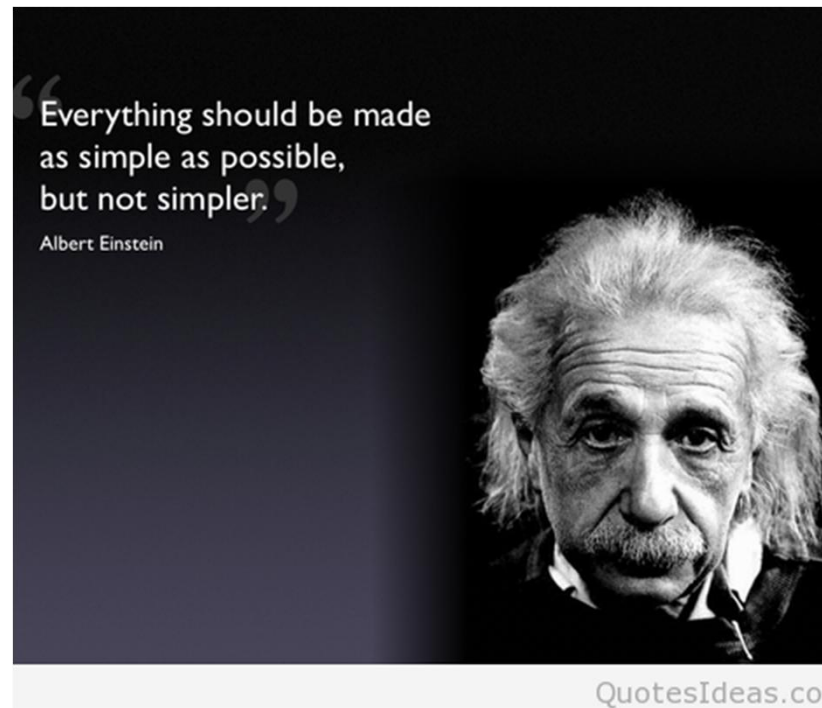 “Everything should be made
as simple as possible,
but not simpler.”
Albert Einstein
QuotesIdeas.co